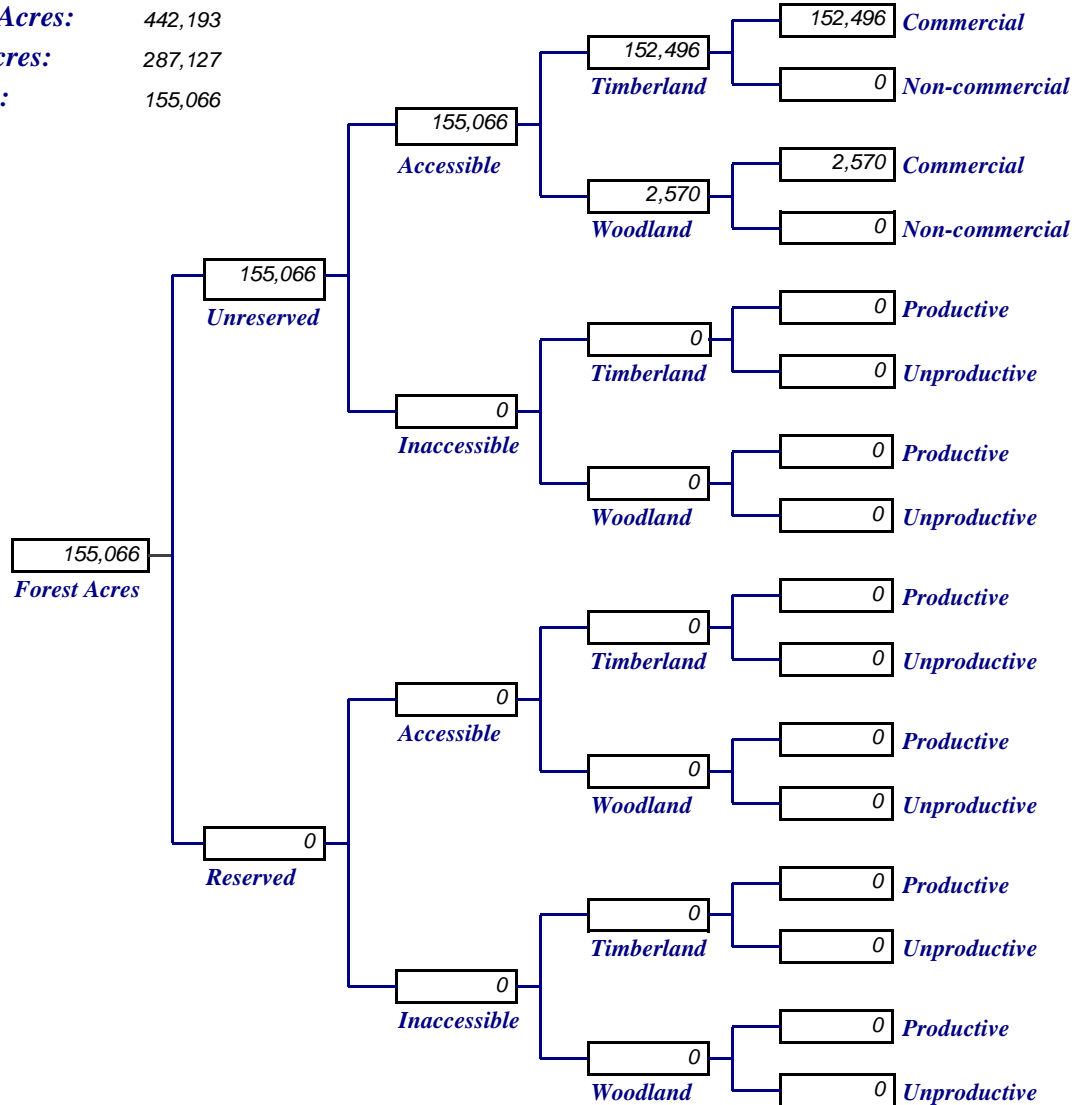 Acres: 442,193
cres: 287,127
: 155,066
152,496 Commercial
152,496
Timberland
0 Non-commercial
155,066
Accessible
2,570 Commercial
2,570
Woodland
0 Non-commercial
155,066
Unreserved
0 Productive
0
Timberland
0 Unproductive
0
Inaccessible
0 Productive
0
Woodland
0 Unproductive
155,066
Forest Acres
0 Productive
0
Timberland
0 Unproductive
0
Accessible
0 Productive
0
Woodland
0 Unproductive
0
Reserved
0 Productive
0
Timberland
0 Unproductive
0
Inaccessible
0 Productive
0
Woodland
0 Unproductive